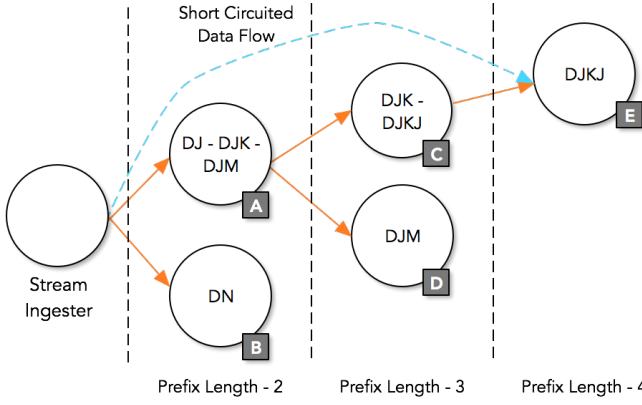 Short Circuited
Data Flow
DJKJ
E
DJK -
DJKJ
C
DJ - DJK -
DJM
A
DJM
D
Stream
Ingester
DN
B
Prefix Length - 2
Prefix Length - 3
Prefix Length - 4